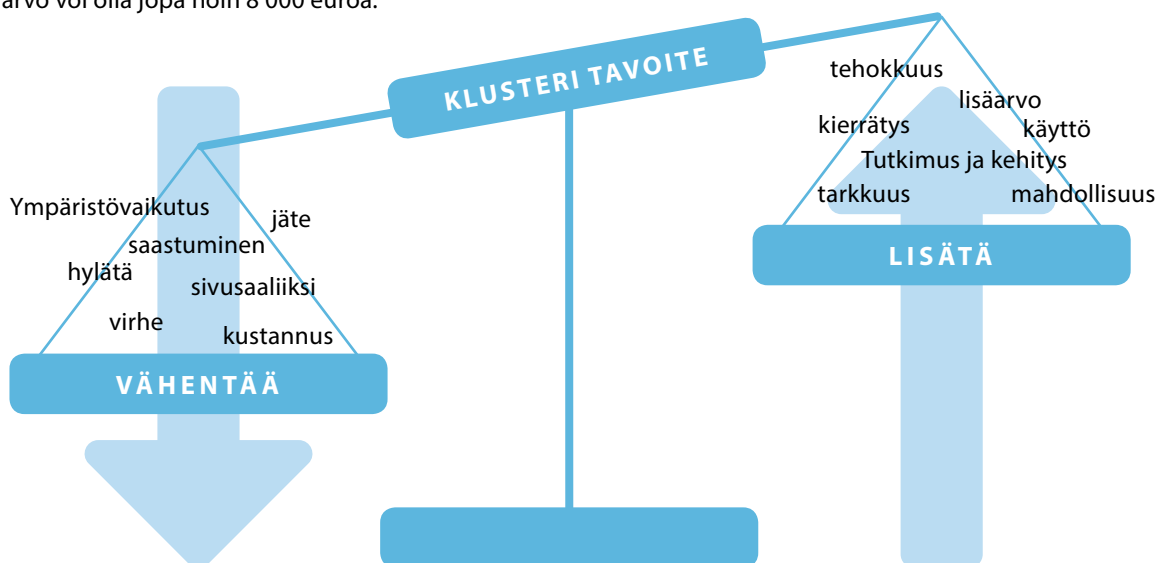 arvo voi olla jopa noin 8 000 euroa.
KLUSTERI TAVOITE
tehokkuus
lisäarvo
kierrätys
käyttö
Tutkimus ja kehitys
tarkkuus
mahdollisuus
LISÄTÄ
Ympäristövaikutus
jäte
saastuminen
hylätä
sivusaaliiksi
virhe
kustannus
VÄHENTÄÄ